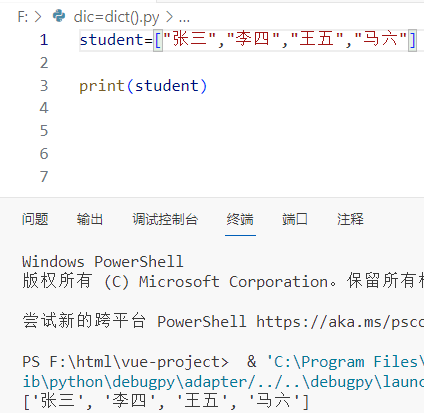 F: > dic=dict().py > ...
1 student=["张三","李四","王五","马六"]
2
3 print(student)
4
5
6
7
问题 输出 调试控制台 终端 端口 注释
Windows PowerShell
版权所有 (C) Microsoft Corporation。保留所有
尝试新的跨平台 PowerShell https://aka.ms/psco
PS F:\html\vue-project> & 'C:\Program Files\
ib\python\debugpy\adapter/../..\debugpy\laun
['张三', '李四', '王五', '马六']